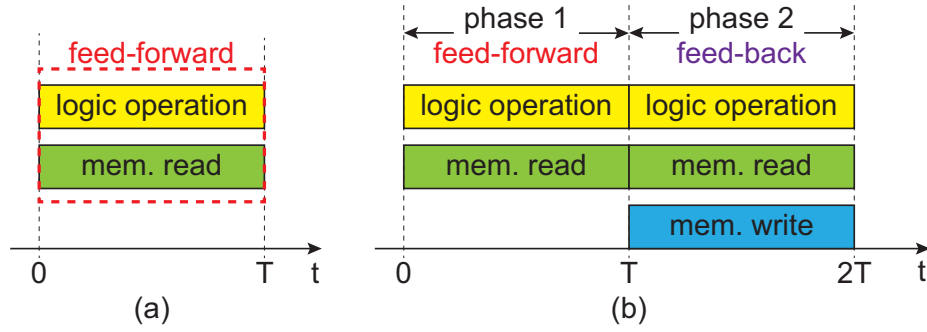 feed-forward
logic operation
mem. read
0 T t
(a)
phase 1 phase 2
feed-forward feed-back
logic operation logic operation
mem. read mem. read
mem. write
0 T 2T t
(b)